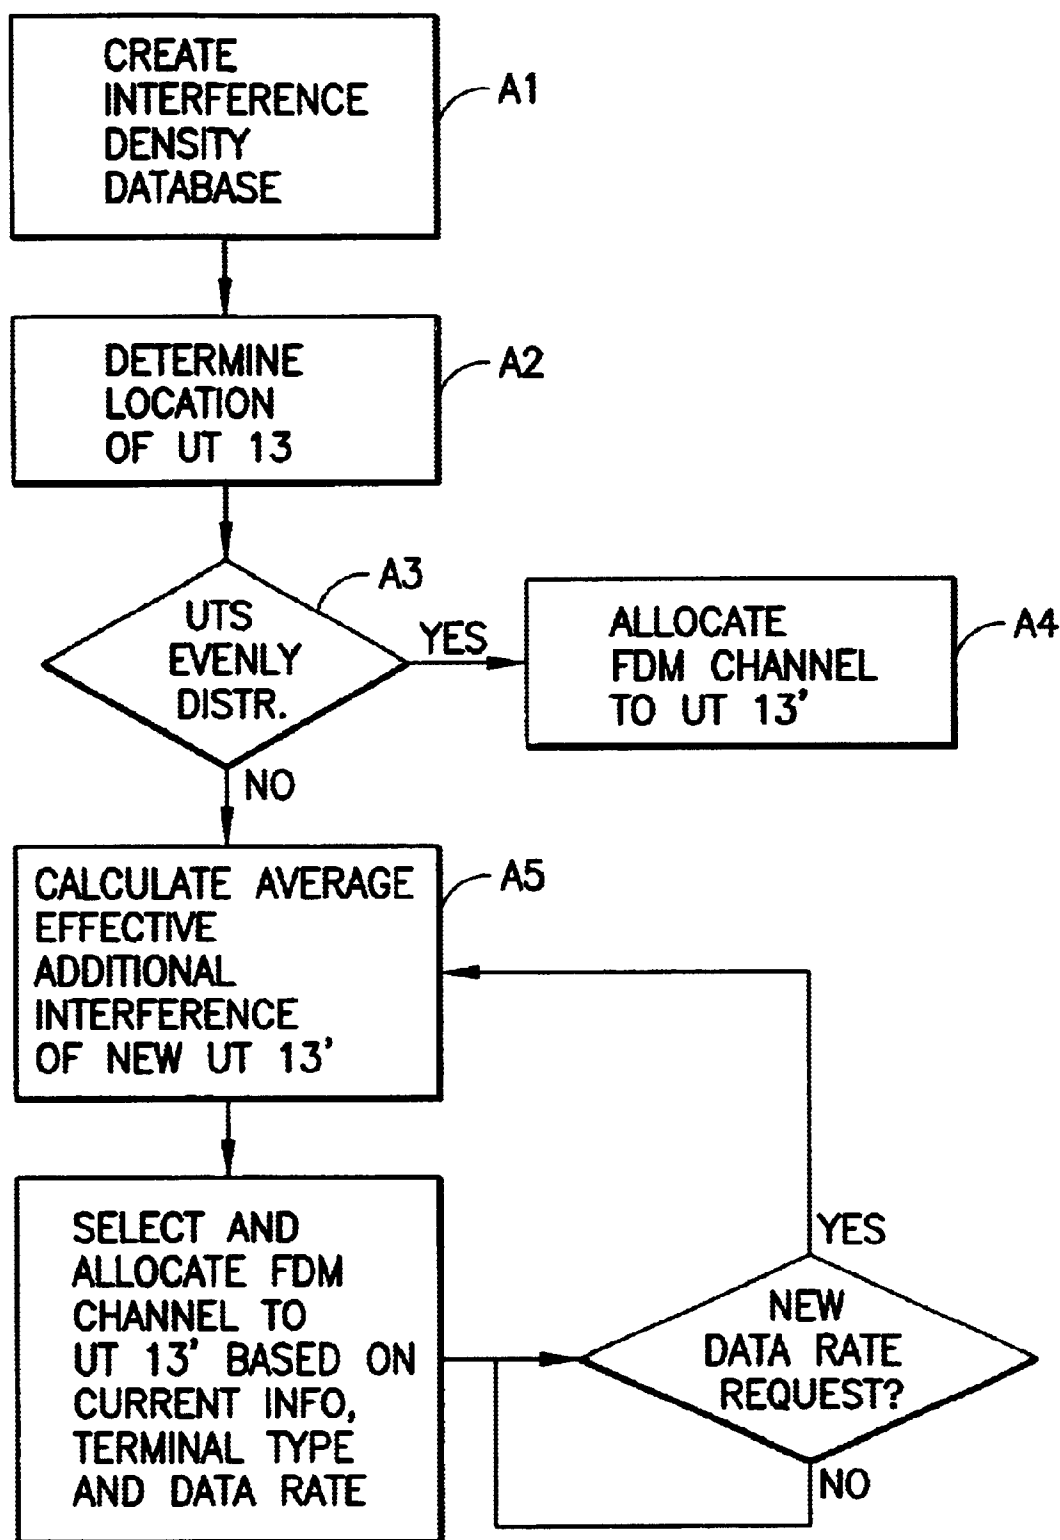 CREATE
INTERFERENCE
DENSITY
DATABASE
A1
DETERMINE
LOCATION
OF UT 13
A2
UTS
EVENLY
DISTR.
A3
YES
ALLOCATE
FDM CHANNEL
TO UT 13'
A4
NO
CALCULATE AVERAGE
EFFECTIVE
ADDITIONAL
INTERFERENCE
OF NEW UT 13'
A5
SELECT AND
ALLOCATE FDM
CHANNEL TO
UT 13' BASED ON
CURRENT INFO,
TERMINAL TYPE
AND DATA RATE
YES
NEW
DATA RATE
REQUEST?
NO